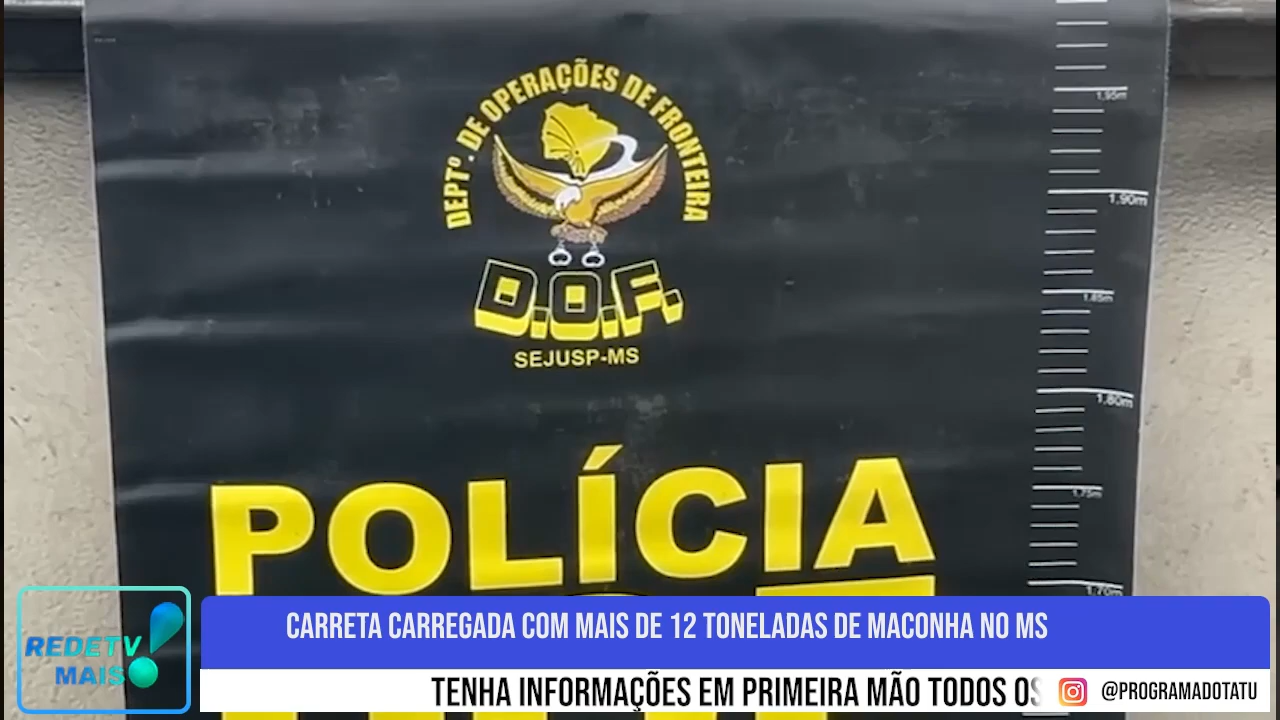 DEPTº. DE OPERAÇÕES DE FRONTEIRA
D.O.F.
SEJUSP-MS
POLÍCIA
1.95m
1.90m
1.85m
1.80m
1.75m
1.70m
REDETV
MAIS
CARRETA CARREGADA COM MAIS DE 12 TONELADAS DE MACONHA NO MS
TENHA INFORMAÇÕES EM PRIMEIRA MÃO TODOS OS
@PROGRAMADOTATU